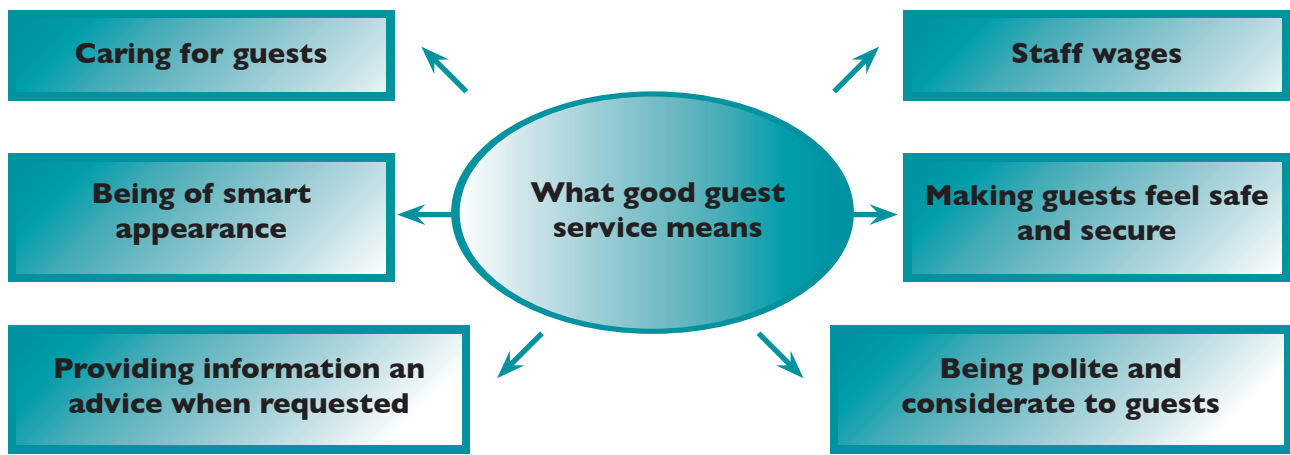 Caring for guests
Staff wages
Being of smart
appearance
What good guest
service means
Making guests feel safe
and secure
Providing information an
advice when requested
Being polite and
considerate to guests